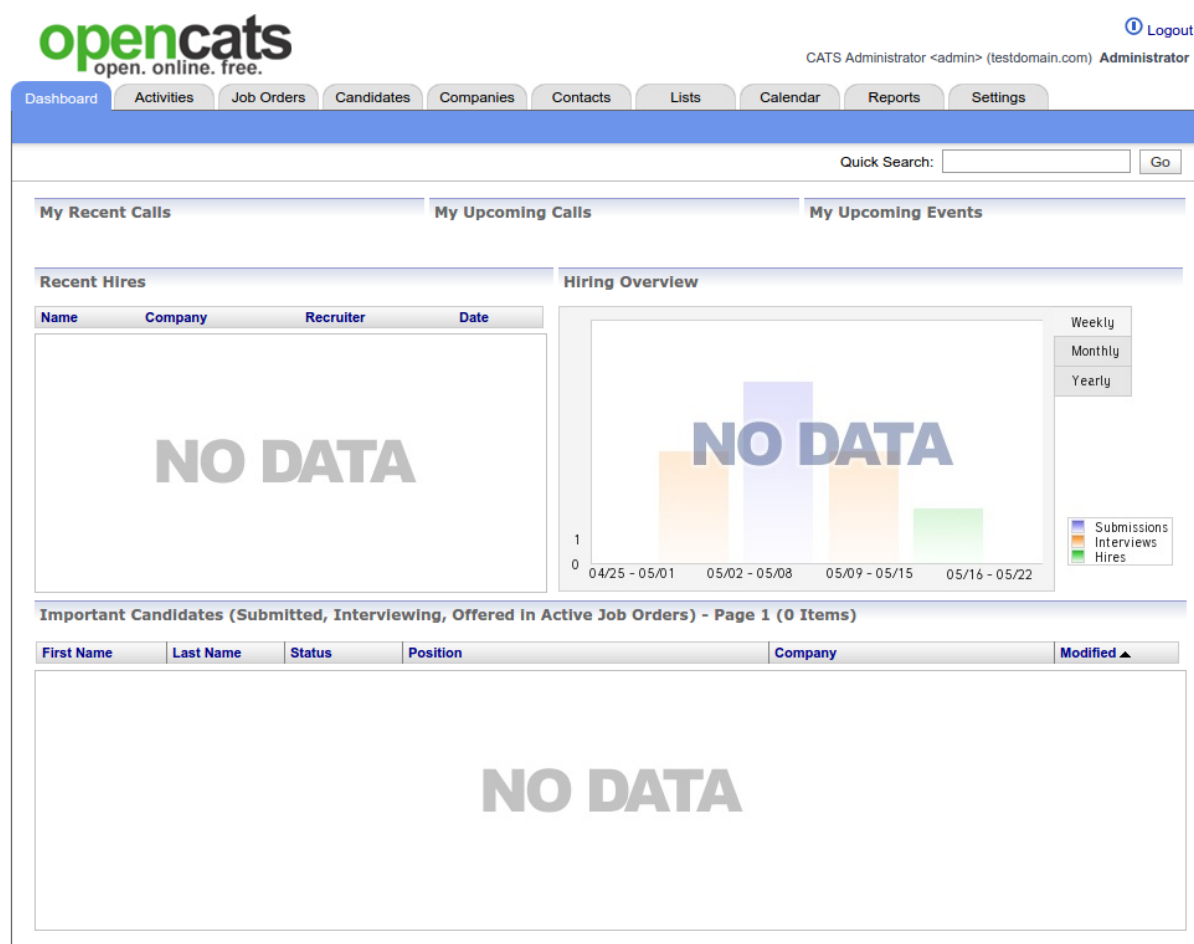 opencats
open. online. free.
Logout
CATS Administrator <admin> (testdomain.com) Administrator
Dashboard Activities Job Orders Candidates Companies Contacts Lists Calendar Reports Settings
Quick Search: Go
My Recent Calls My Upcoming Calls My Upcoming Events
Recent Hires
Name Company Recruiter Date
NO DATA
Hiring Overview
Weekly
Monthly
Yearly
NO DATA
1
0
04/25 - 05/01 05/02 - 05/08 05/09 - 05/15 05/16 - 05/22
Submissions
Interviews
Hires
Important Candidates (Submitted, Interviewing, Offered in Active Job Orders) - Page 1 (0 Items)
First Name Last Name Status Position Company Modified
NO DATA